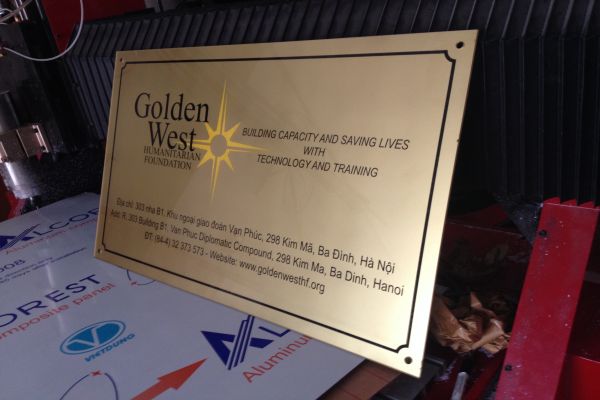 Golden
West
HUMANITARIAN
FOUNDATION
BUILDING CAPACITY AND SAVING LIVES
WITH
TECHNOLOGY AND TRAINING
Địa chỉ: 303 nhà B1, Khu ngoại giao đoàn Vạn Phúc, 298 Kim Mã, Ba Đình, Hà Nội
Add: R. 303 Building B1, Van Phuc Diplomatic Compound, 298 Kim Ma, Ba Dinh, Hanoi
ĐT: (84-4) 32 373 573 - Website: www.goldenwesthf.org
ALCOR
OREST
omposite panel
VIETDUNG
ALCO
Aluminu